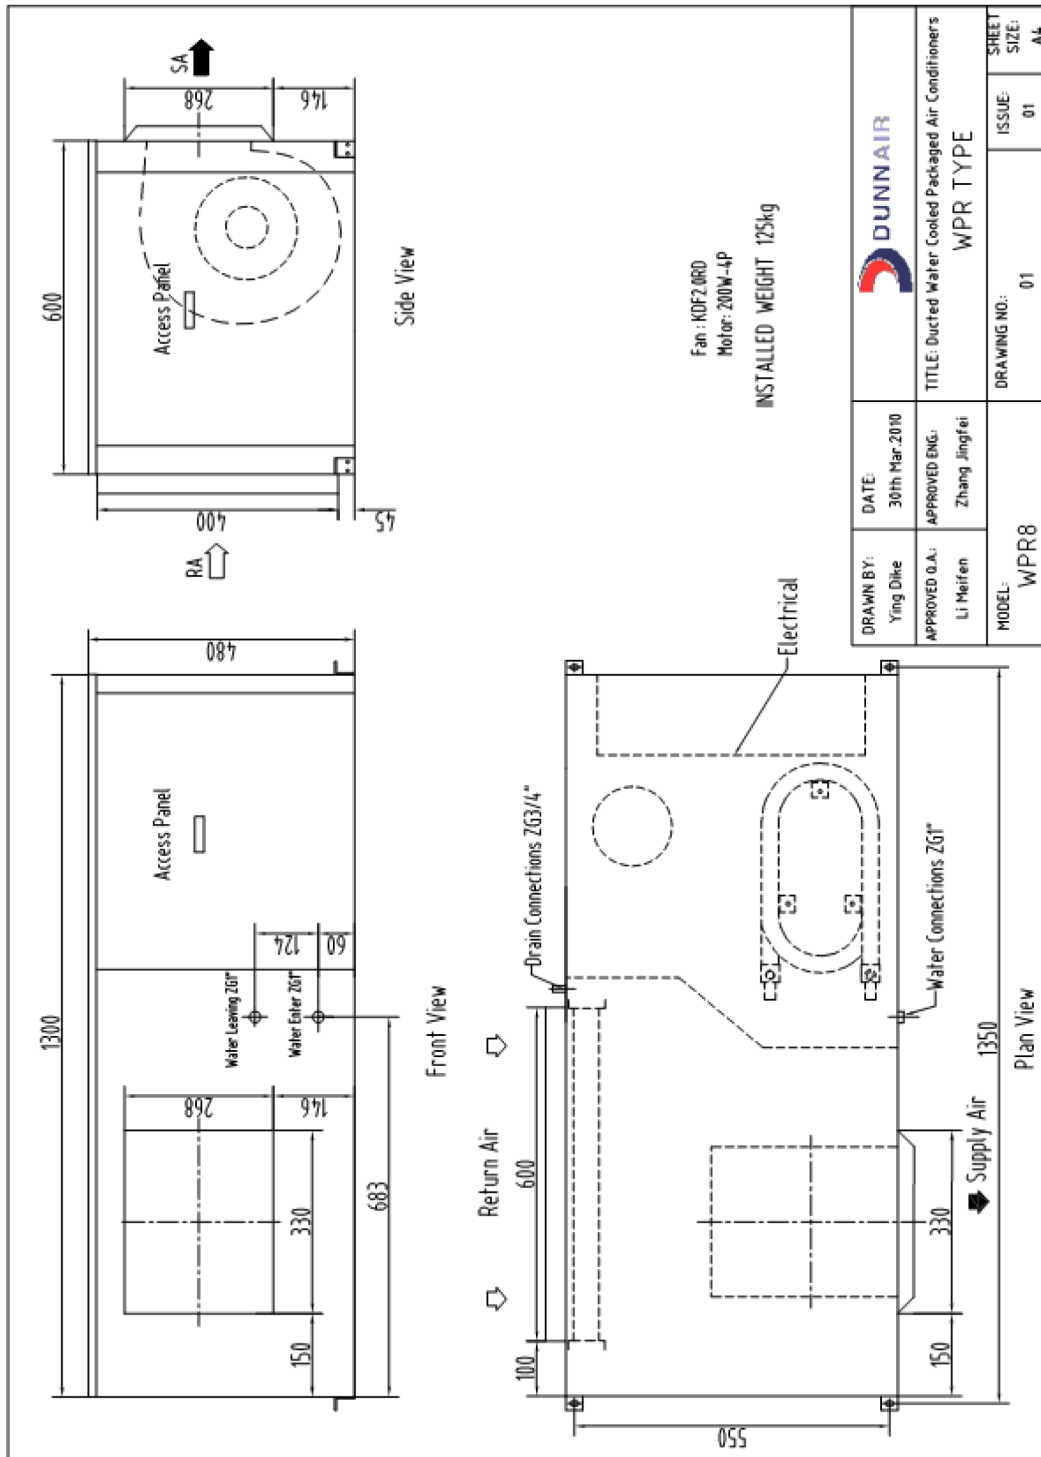 1300
480
Access Panel
Water Leaving ZG1"
Water Enter ZG1"
124
60
268
146
330
150
683
Front View
600
Access Panel
SA
268
146
RA
400
45
Side View
Return Air
600
100
Drain Connections ZG3/4"
Electrical
Water Connections ZG1"
1350
330
150
550
Supply Air
Plan View
Fan : KDF2.0RD
Motor: 200W-4P
INSTALLED WEIGHT 125kg
DRAWN BY:
Ying Dike
DATE:
30th Mar.2010
DUNNAIR
APPROVED Q.A.:
Li Meifen
APPROVED ENG.:
Zhang Jingfei
TITLE: Ducted Water Cooled Packaged Air Conditioners
WPR TYPE
MODEL:
WPR8
DRAWING NO.:
01
ISSUE:
01
SHEET
SIZE:
A4